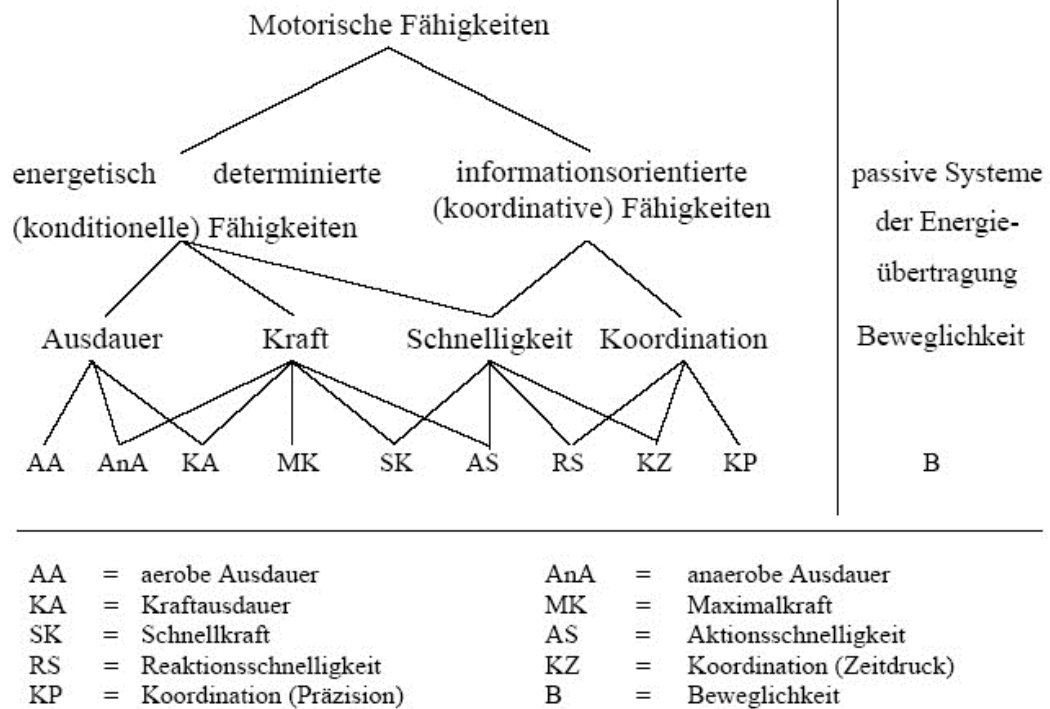 Motorische Fähigkeiten
energetisch determinierte
(konditionelle) Fähigkeiten
informationsorientierte
(koordinative) Fähigkeiten
passive Systeme
der Energie-
übertragung
Ausdauer Kraft Schnelligkeit Koordination Beweglichkeit
AA AnA KA MK SK AS RS KZ KP B
AA = aerobe Ausdauer AnA = anaerobe Ausdauer
KA = Kraftausdauer MK = Maximalkraft
SK = Schnellkraft AS = Aktionsschnelligkeit
RS = Reaktionsschnelligkeit KZ = Koordination (Zeitdruck)
KP = Koordination (Präzision) B = Beweglichkeit